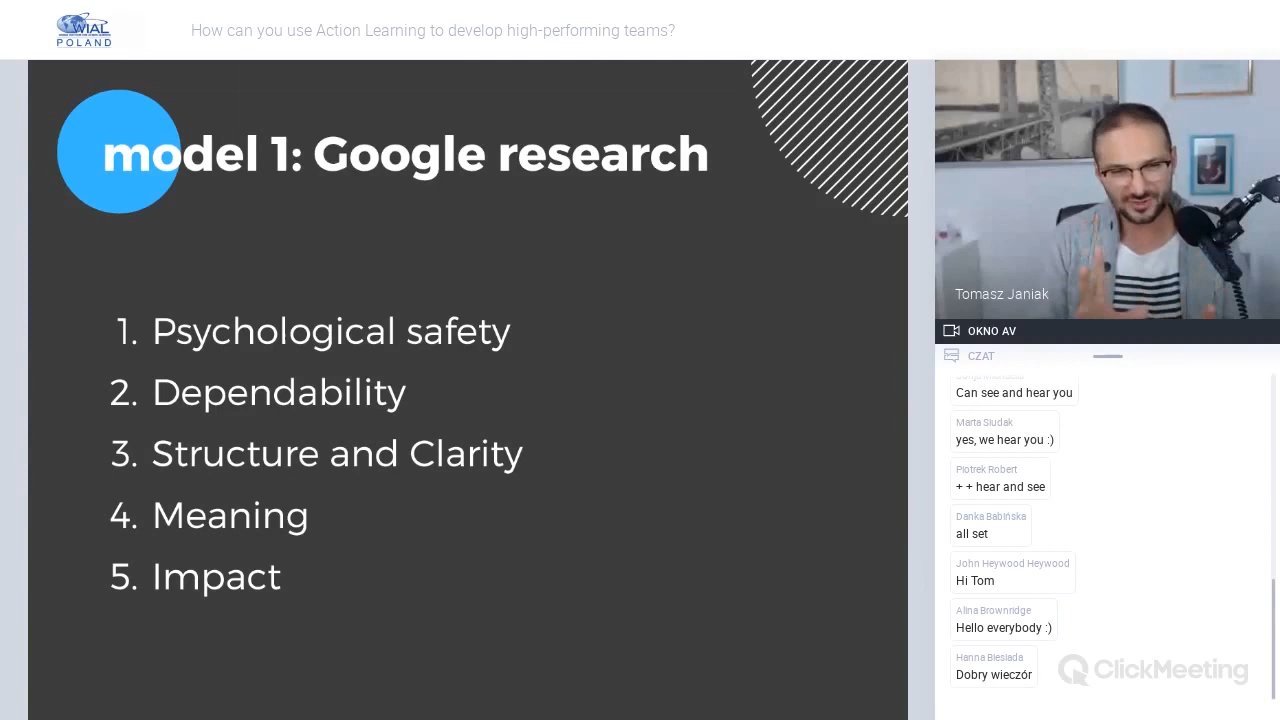 WIAL
POLAND
How can you use Action Learning to develop high-performing teams?
model 1: Google research
1. Psychological safety
2. Dependability
3. Structure and Clarity
4. Meaning
5. Impact
Tomasz Janiak
OKNO AV
CZAT
Can see and hear you
Marta Sludak
yes, we hear you :)
Piotrek Robert
+ + hear and see
Danka Babińska
all set
John Heywood Heywood
Hi Tom
Alina Brownridge
Hello everybody :)
Hanna Biesiada
Dobry wieczór
ClickMeeting